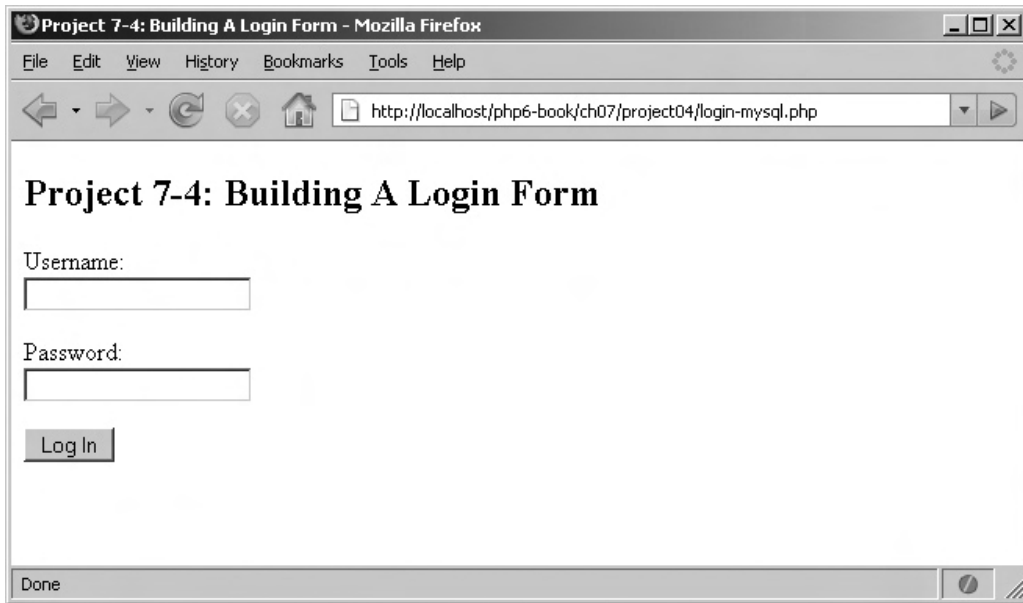 Project 7-4: Building A Login Form - Mozilla Firefox
File Edit View History Bookmarks Tools Help
http://localhost/php6-book/ch07/project04/login-mysql.php
Project 7-4: Building A Login Form
Username:
Password:
Log In
Done